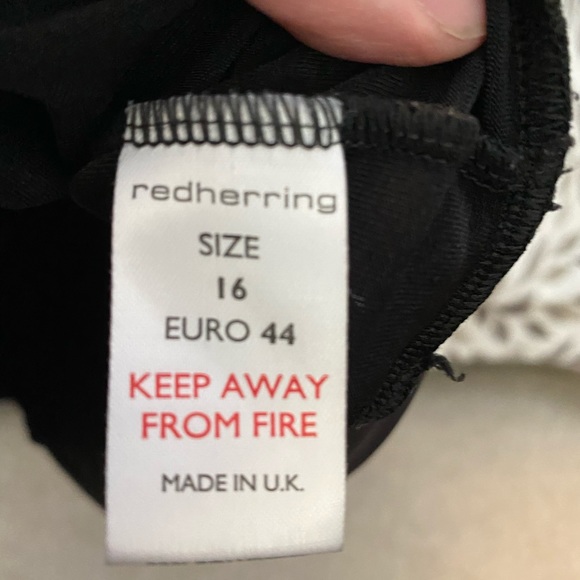 redherring
SIZE
16
EURO 44
KEEP AWAY
FROM FIRE
MADE IN U.K.